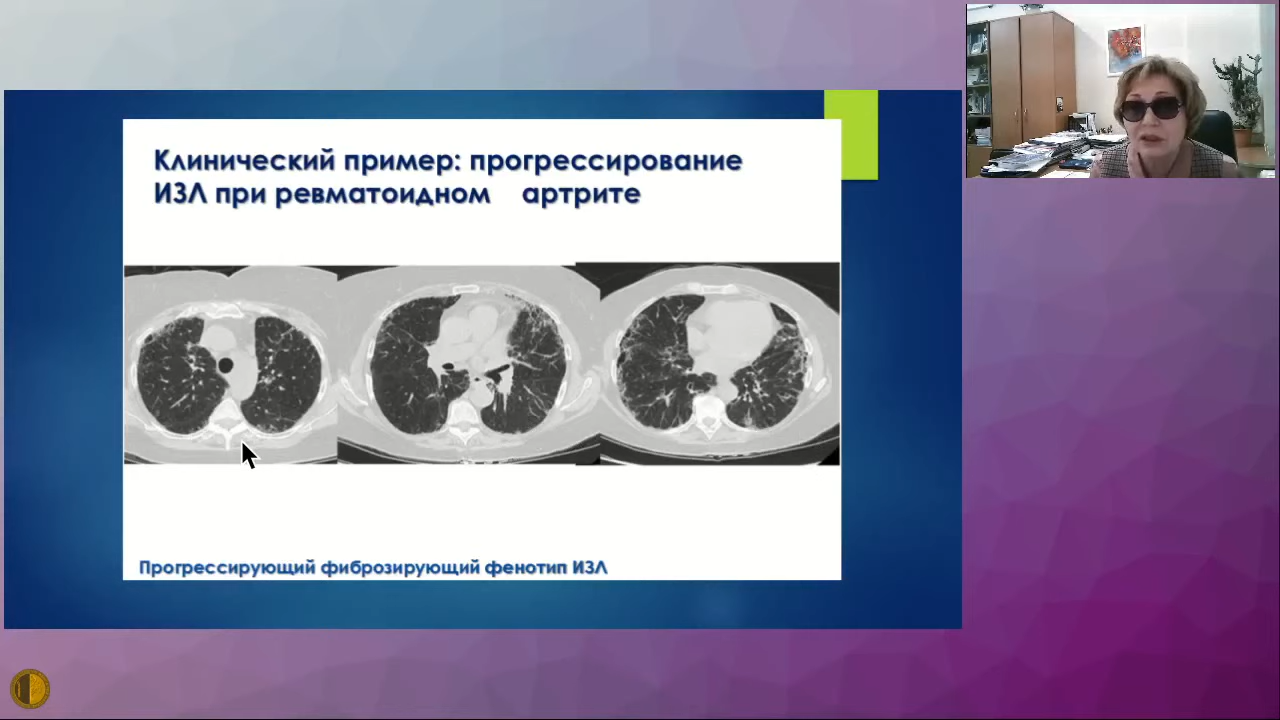 Клинический пример: прогрессирование
ИЗЛ при ревматоидном артрите
Прогрессирующий фиброзирующий фенотип ИЗЛ